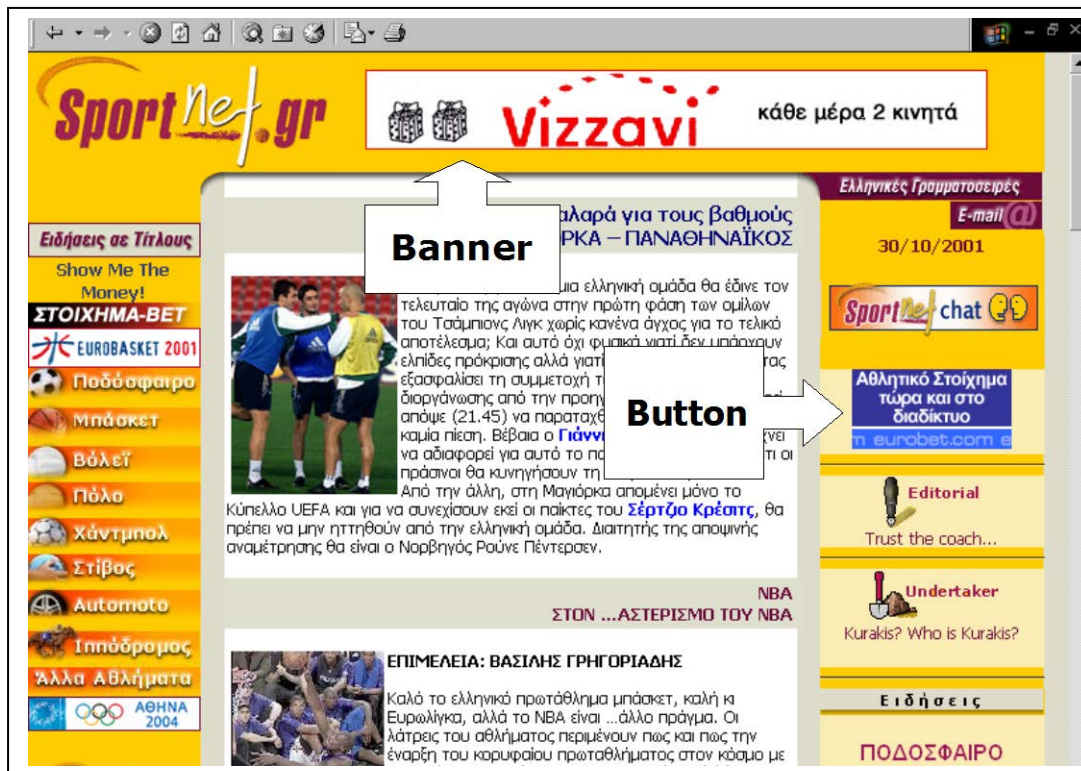 Sportnet.gr
Vizzavi
κάθε μέρα 2 κινητά
Banner
Ειδήσεις σε Τίτλους
Show Me The
Money!
ΣΤΟΙΧΗΜΑ-BET
EUROBASKET 2001
Ποδόσφαιρο
Μπάσκετ
Βόλεϊ
Πόλο
Χάντμπολ
Στίβος
Automoto
Ιππόδρομος
Άλλα Αθλήματα
ΑΘΗΝΑ
2004
αλαρά για τους βαθμούς
ΡΚΑ – ΠΑΝΑΘΗΝΑΪΚΟΣ
μια ελληνική ομάδα θα έδινε τον
τελευταίο της αγώνα στην πρώτη φάση των ομίλων
του Τσάμπιονς Λιγκ χωρίς κανένα άγχος για το τελικό
αποτέλεσμα; Και αυτό όχι φυσικά γιατί δεν υπάρχουν
ελπίδες πρόκρισης αλλά γιατί τας
εξασφαλίσει τη συμμετοχή τ
διοργάνωσης από την προηγ
απόψε (21.45) να παραταχθ
καμία πίεση. Βέβαια ο Γιάνν χνει
να αδιαφορεί για αυτό το πα τι οι
πράσινοι θα κυνηγήσουν τη
Από την άλλη, στη Μαγιόρκα απομένει μόνο το
Κύπελλο UEFA και για να συνεχίσουν εκεί οι παίκτες του Σέρτζιο Κρέσιτς, θα
πρέπει να μην ηττηθούν από την ελληνική ομάδα. Διαιτητής της αποψινής
αναμέτρησης θα είναι ο Νορβηγός Ρούνε Πέντερσεν.
Button
NBA
ΣΤΟΝ ...ΑΣΤΕΡΙΣΜΟ ΤΟΥ NBA
ΕΠΙΜΕΛΕΙΑ: ΒΑΣΙΛΗΣ ΓΡΗΓΟΡΙΑΔΗΣ
Καλό το ελληνικό πρωτάθλημα μπάσκετ, καλή κι
Ευρωλίγκα, αλλά το NBA είναι ...άλλο πράγμα. Οι
λάτρεις του αθλήματος περιμένουν πως και πως την
έναρξη του κορυφαίου πρωταθλήματος στον κόσμο με
Ελληνικές Γραμματοσειρές
E-mail @
30/10/2001
Sportnet chat
Αθλητικό Στοίχημα
τώρα και στο
διαδίκτυο
m eurobet.com e
Editorial
Trust the coach...
Undertaker
Kurakis? Who is Kurakis?
Ειδήσεις
ΠΟΔΟΣΦΑΙΡΟ